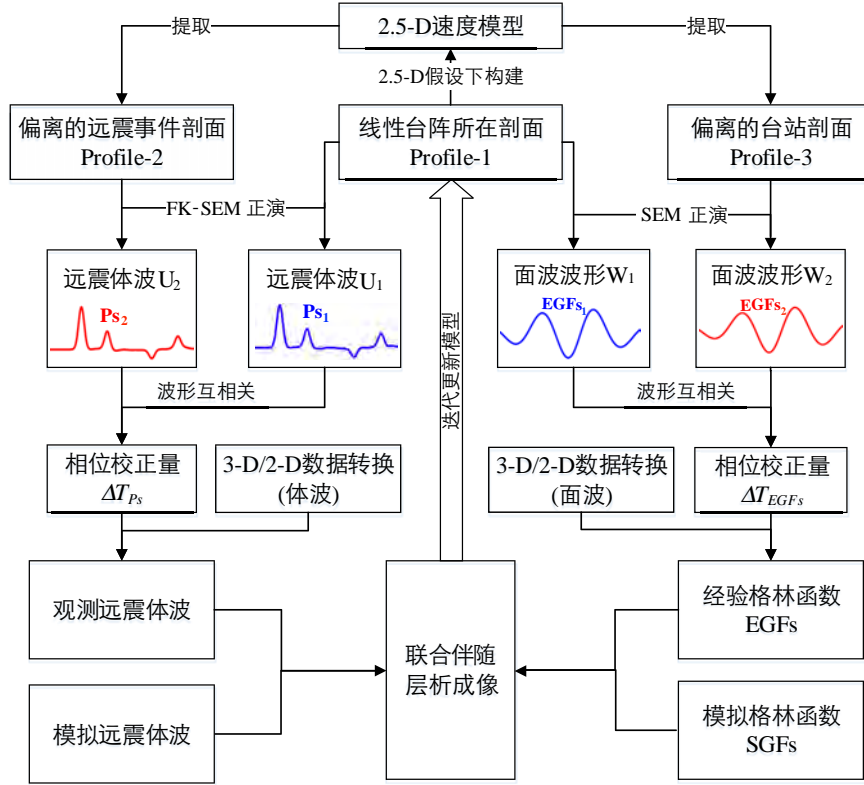 2.5-D速度模型
提取
提取
2.5-D假设下构建
偏离的远震事件剖面
Profile-2
线性台阵所在剖面
Profile-1
偏离的台站剖面
Profile-3
FK-SEM 正演
SEM 正演
远震体波U₂
Ps₂
远震体波U₁
Ps₁
面波波形W₁
EGFs₁
面波波形W₂
EGFs₂
迭代更新模型
波形互相关
波形互相关
相位校正量
ΔT_Ps
3-D/2-D数据转换
(体波)
3-D/2-D数据转换
(面波)
相位校正量
ΔT_EGFs
观测远震体波
联合伴随
层析成像
经验格林函数
EGFs
模拟远震体波
模拟格林函数
SGFs